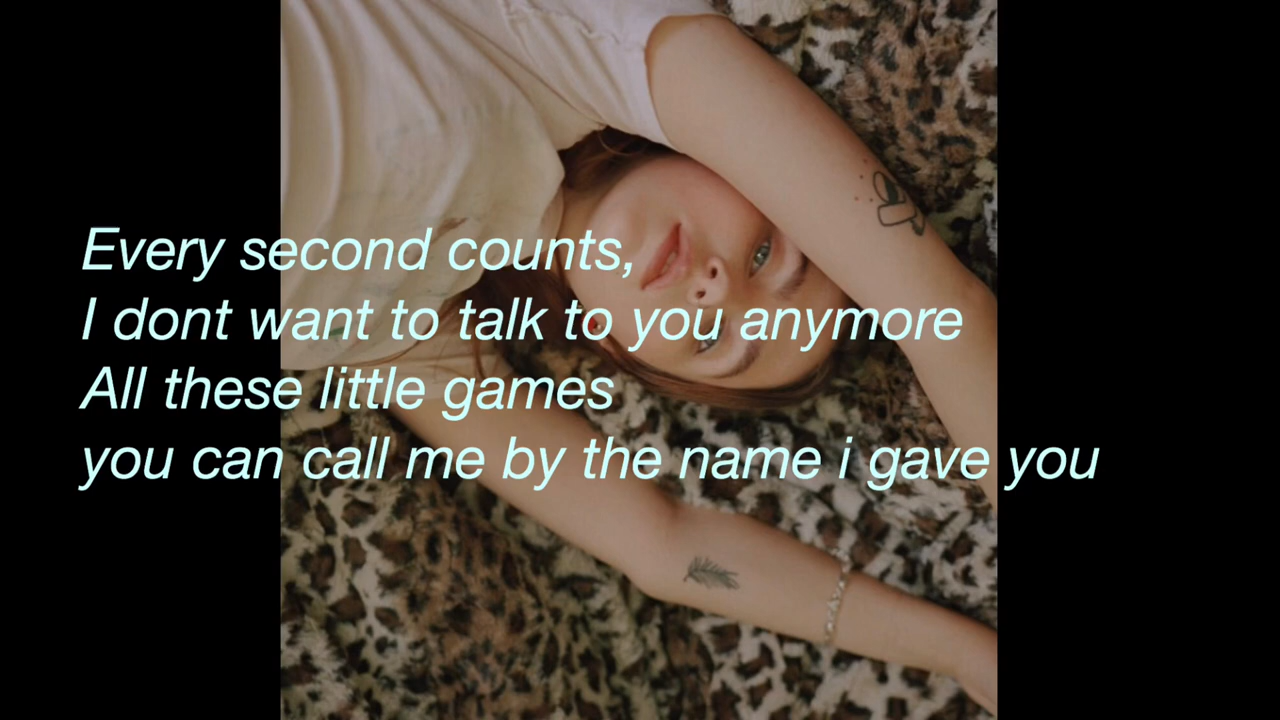 Every second counts,
I dont want to talk to you anymore
All these little games
you can call me by the name i gave you